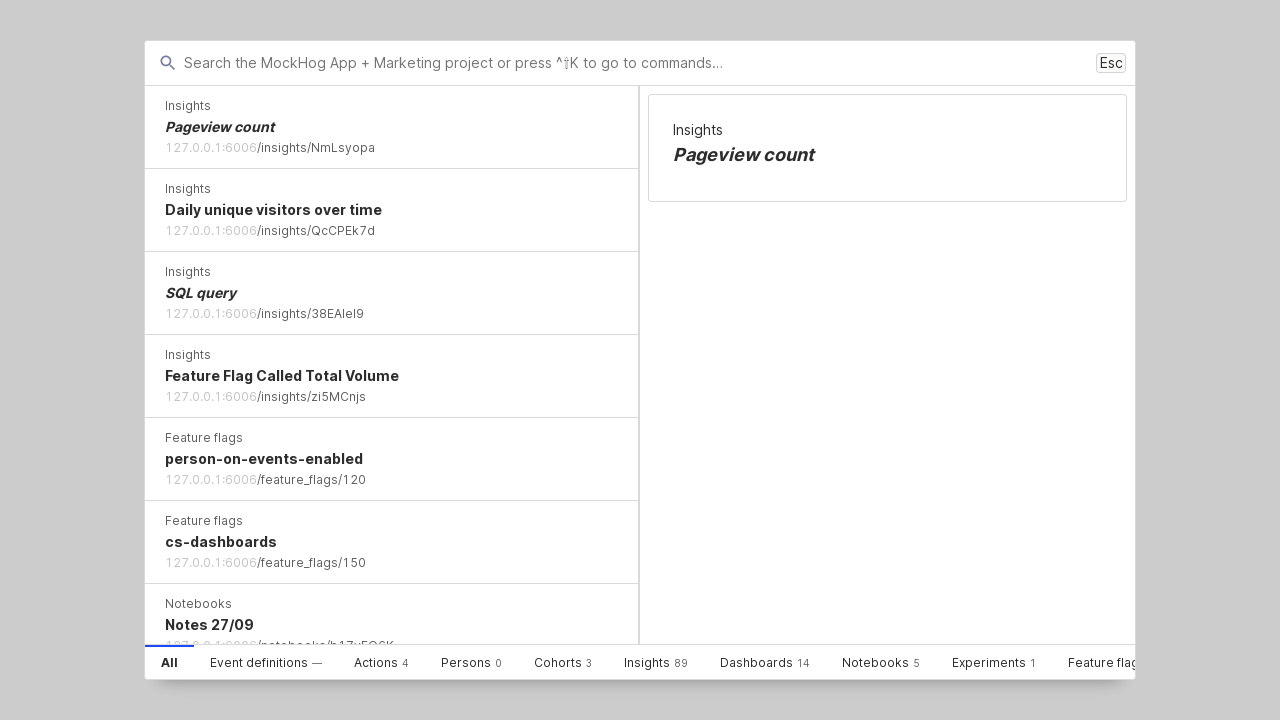 Search the MockHog App + Marketing project or press ^⇧K to go to commands...
Esc
Insights
Pageview count
127.0.0.1:6006/insights/NmLsyopa
Insights
Daily unique visitors over time
127.0.0.1:6006/insights/QcCPEk7d
Insights
SQL query
127.0.0.1:6006/insights/38EAIeI9
Insights
Feature Flag Called Total Volume
127.0.0.1:6006/insights/zi5MCnjs
Feature flags
person-on-events-enabled
127.0.0.1:6006/feature_flags/120
Feature flags
cs-dashboards
127.0.0.1:6006/feature_flags/150
Notebooks
Notes 27/09
Insights
Pageview count
All
Event definitions —
Actions 4
Persons 0
Cohorts 3
Insights 89
Dashboards 14
Notebooks 5
Experiments 1
Feature flag